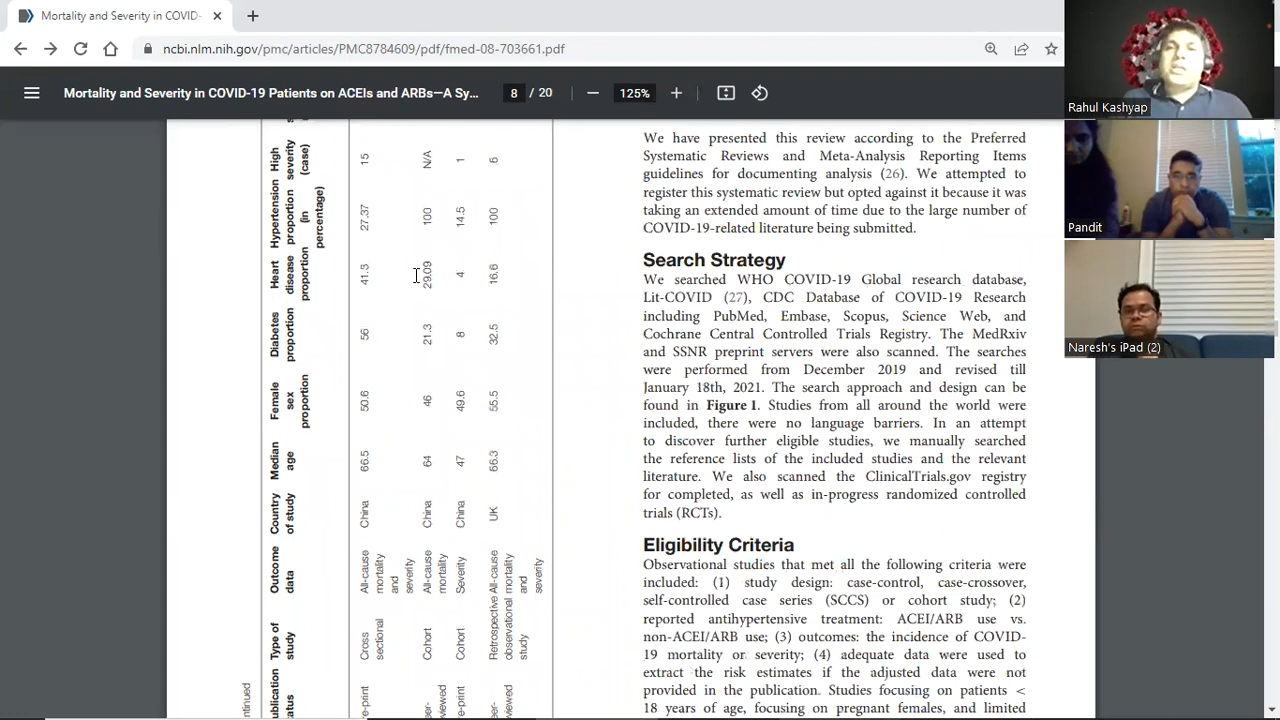 Mortality and Severity in COVID-
ncbi.nlm.nih.gov/pmc/articles/PMC8784609/pdf/fmed-08-703661.pdf
Mortality and Severity in COVID-19 Patients on ACEIs and ARBs—A Sy...
8 / 20
125%
Rahul Kashyap
Pandit
Naresh's iPad (2)
ntinued
ublication
status
Type of
study
Outcome
data
Country
of study
Median
age
Female
sex
proportion
Diabetes
proportion
Heart
disease
proportion
Hypertension
proportion
(in
percentage)
High
severity
(case)
re-print
Cross
sectional
All-cause
mortality
and
severity
China
66.5
50.6
56
41.3
27.37
15
eer-
viewed
Cohort
All-cause
mortality
China
64
46
21.3
29.09
100
N/A
re-print
Cohort
Severity
China
47
49.6
8
4
14.5
1
eer-
viewed
Retrospective
observational
study
All-cause
mortality
and
severity
UK
66.3
55.5
32.5
16.6
100
6
We have presented this review according to the Preferred
Systematic Reviews and Meta-Analysis Reporting Items
guidelines for documenting analysis (26). We attempted to
register this systematic review but opted against it because it was
taking an extended amount of time due to the large number of
COVID-19-related literature being submitted.
Search Strategy
We searched WHO COVID-19 Global research database,
Lit-COVID (27), CDC Database of COVID-19 Research
including PubMed, Embase, Scopus, Science Web, and
Cochrane Central Controlled Trials Registry. The MedRxiv
and SSNR preprint servers were also scanned. The searches
were performed from December 2019 and revised till
January 18th, 2021. The search approach and design can be
found in Figure 1. Studies from all around the world were
included, there were no language barriers. In an attempt
to discover further eligible studies, we manually searched
the reference lists of the included studies and the relevant
literature. We also scanned the ClinicalTrials.gov registry
for completed, as well as in-progress randomized controlled
trials (RCTs).
Eligibility Criteria
Observational studies that met all the following criteria were
included: (1) study design: case-control, case-crossover,
self-controlled case series (SCCS) or cohort study; (2)
reported antihypertensive treatment: ACEI/ARB use vs.
non-ACEI/ARB use; (3) outcomes: the incidence of COVID-
19 mortality or severity; (4) adequate data were used to
extract the risk estimates if the adjusted data were not
provided in the publication. Studies focusing on patients <
18 years of age, focusing on pregnant females, and limited